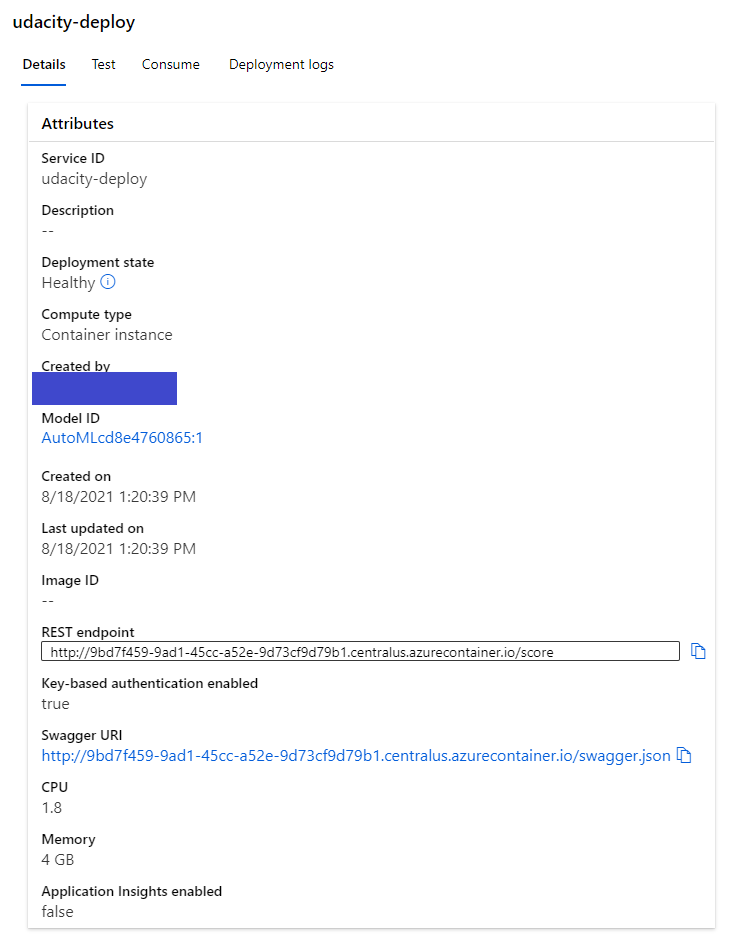 udacity-deploy
Details Test Consume Deployment logs
Attributes
Service ID
udacity-deploy
Description
--
Deployment state
Healthy
Compute type
Container instance
Created by
Model ID
AutoMLcd8e4760865:1
Created on
8/18/2021 1:20:39 PM
Last updated on
8/18/2021 1:20:39 PM
Image ID
--
REST endpoint
http://9bd7f459-9ad1-45cc-a52e-9d73cf9d79b1.centralus.azurecontainer.io/score
Key-based authentication enabled
true
Swagger URI
http://9bd7f459-9ad1-45cc-a52e-9d73cf9d79b1.centralus.azurecontainer.io/swagger.json
CPU
1.8
Memory
4 GB
Application Insights enabled
false